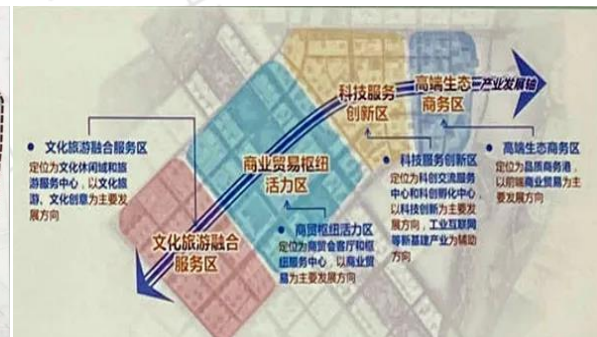 科技服务
创新区
高端生态
商务区
产业发展轴
商业贸易枢纽
活力区
文化旅游融合
服务区
• 文化旅游融合服务区
定位为文化休闲城和旅
游服务中心，以文化旅
游、文化创意为主要发
展方向
• 商贸枢纽活力区
定位为商贸会客厅和枢
纽服务中心，以商业贸
易为主要发展方向
• 科技服务创新区
定位为科创交流服务
中心和科创孵化中心，
以科技创新为主要发
展方向，工业互联网
等新基建产业为辅助
方向
• 高端生态商务区
定位为品质商务港，
以前端商业贸易为主
要发展方向